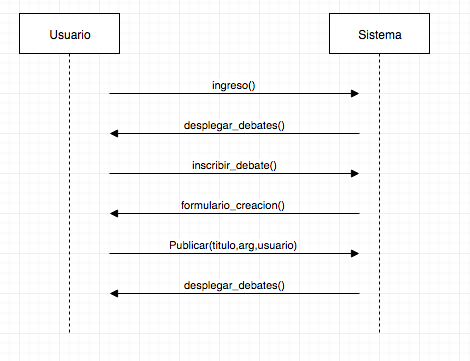 Usuario
Sistema
ingreso()
desplegar_debates()
inscribir_debate()
formulario_creacion()
Publicar(titulo,arg,usuario)
desplegar_debates()